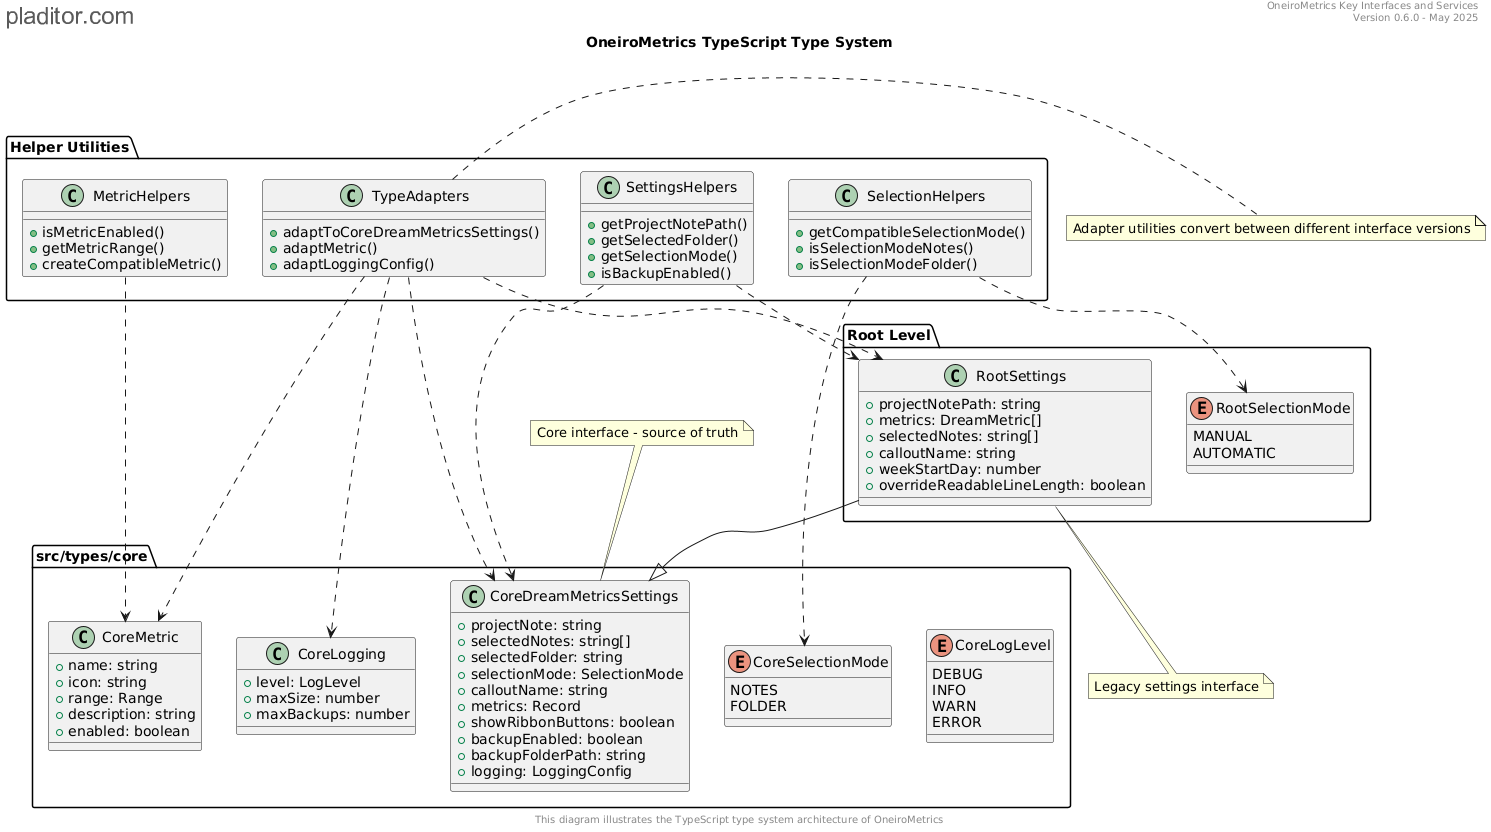 pladitor.com
OneiroMetrics Key Interfaces and Services
Version 0.6.0 - May 2025
OneiroMetrics TypeScript Type System
Helper Utilities
C MetricHelpers
isMetricEnabled()
getMetricRange()
createCompatibleMetric()
C TypeAdapters
adaptToCoreDreamMetricsSettings()
adaptMetric()
adaptLoggingConfig()
C SettingsHelpers
getProjectNotePath()
getSelectedFolder()
getSelectionMode()
isBackupEnabled()
C SelectionHelpers
getCompatibleSelectionMode()
isSelectionModeNotes()
isSelectionModeFolder()
Adapter utilities convert between different interface versions
Root Level
C RootSettings
projectNotePath: string
metrics: DreamMetric[]
selectedNotes: string[]
calloutName: string
weekStartDay: number
overrideReadableLineLength: boolean
E RootSelectionMode
MANUAL
AUTOMATIC
Core interface - source of truth
src/types/core
C CoreMetric
name: string
icon: string
range: Range
description: string
enabled: boolean
C CoreLogging
level: LogLevel
maxSize: number
maxBackups: number
C CoreDreamMetricsSettings
projectNote: string
selectedNotes: string[]
selectedFolder: string
selectionMode: SelectionMode
calloutName: string
metrics: Record
showRibbonButtons: boolean
backupEnabled: boolean
backupFolderPath: string
logging: LoggingConfig
E CoreSelectionMode
NOTES
FOLDER
E CoreLogLevel
DEBUG
INFO
WARN
ERROR
Legacy settings interface
This diagram illustrates the TypeScript type system architecture of OneiroMetrics